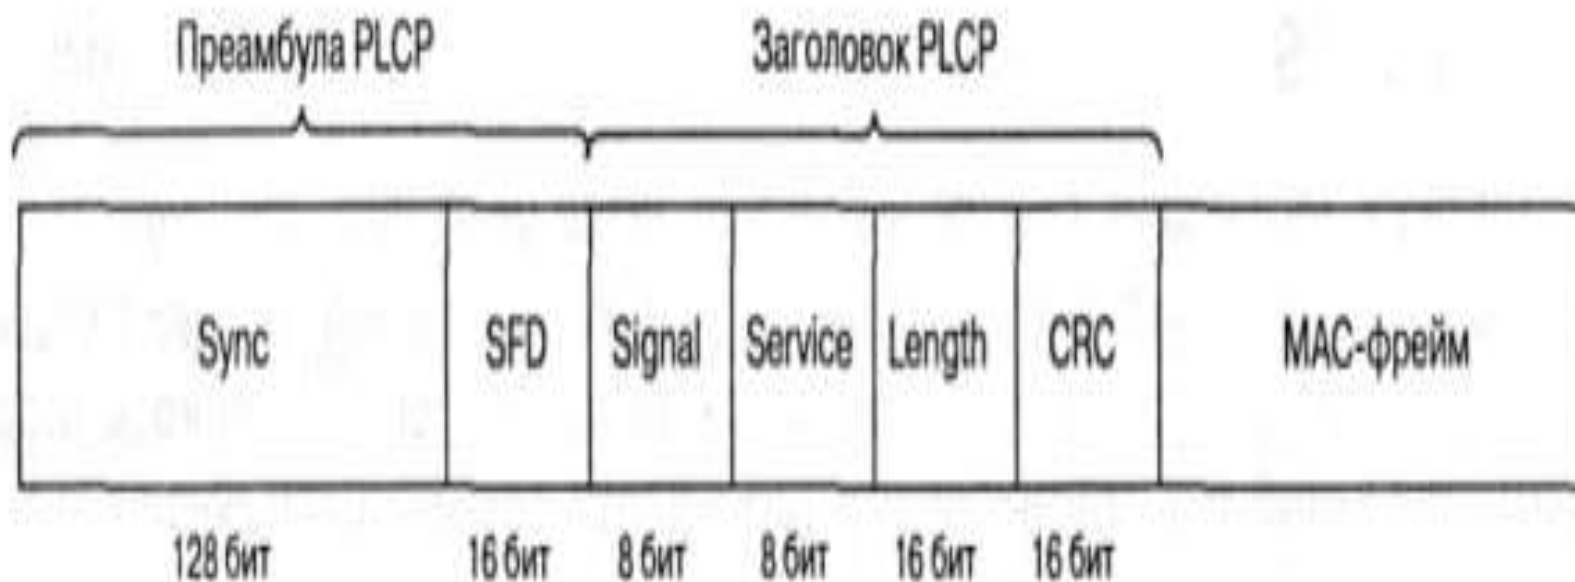 Преамбула PLCP Заголовок PLCP
Sync SFD Signal Service Length CRC MAC-фрейм
128 бит 16 бит 8 бит 8 бит 16 бит 16 бит